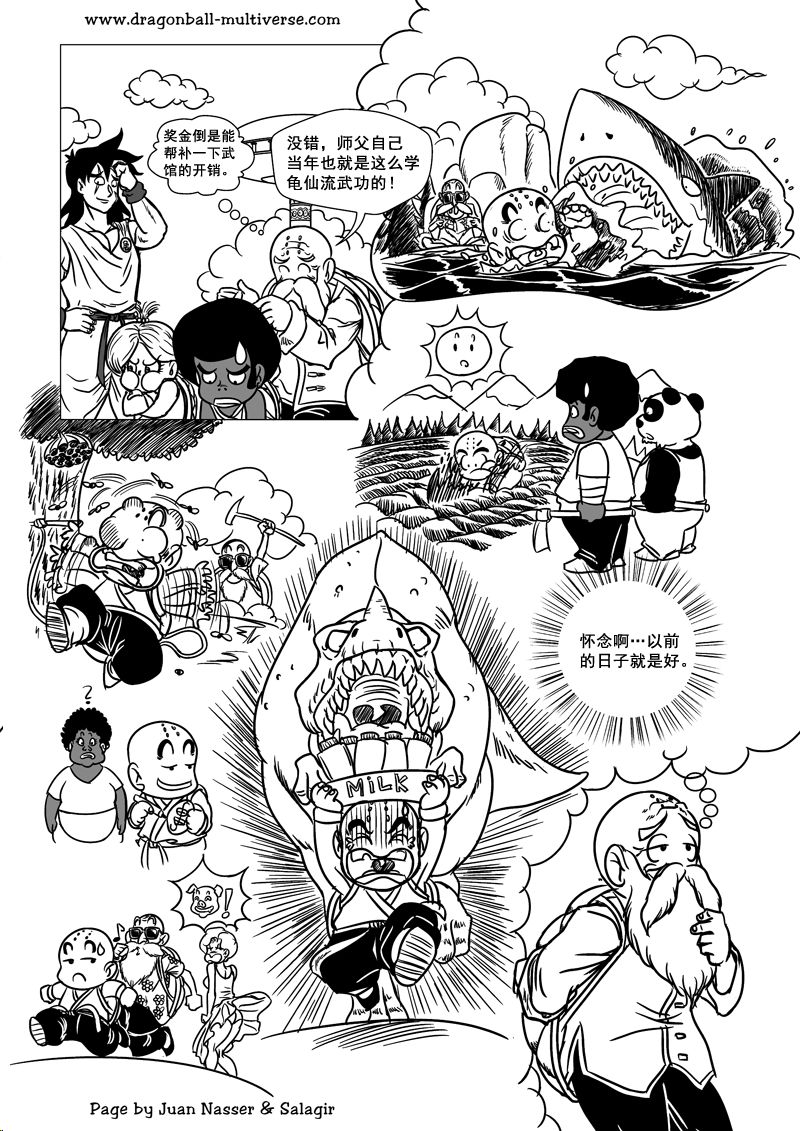 www.dragonball-multiverse.com
奖金倒是能
帮补一下武
馆的开销。
没错，师父自己
当年也就是这么学
龟仙流武功的！
怀念啊…以前
的日子就是好。
?
MiLK
!
Page by Juan Nasser & Salagir